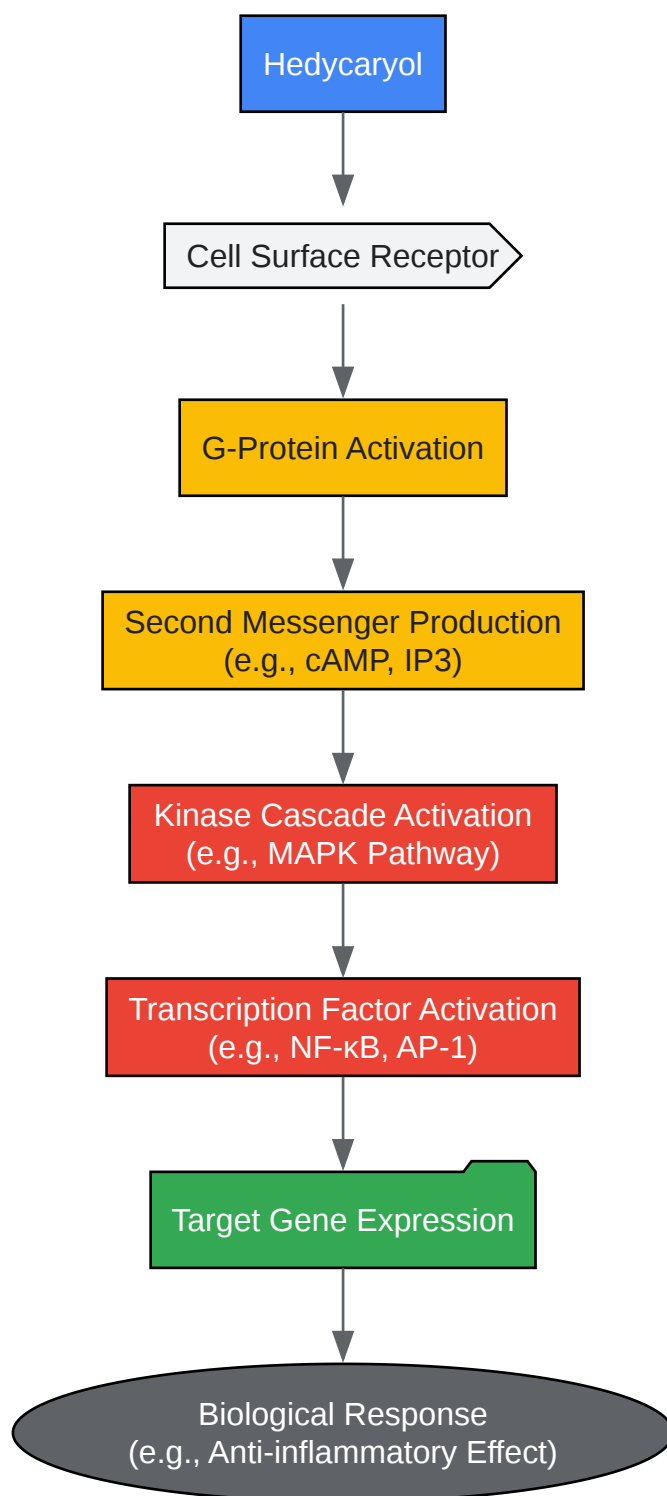 Hedycaryol
Cell Surface Receptor
G-Protein Activation
Second Messenger Production
(e.g., cAMP, IP3)
Kinase Cascade Activation
(e.g., MAPK Pathway)
Transcription Factor Activation
(e.g., NF-κB, AP-1)
Target Gene Expression
Biological Response
(e.g., Anti-inflammatory Effect)